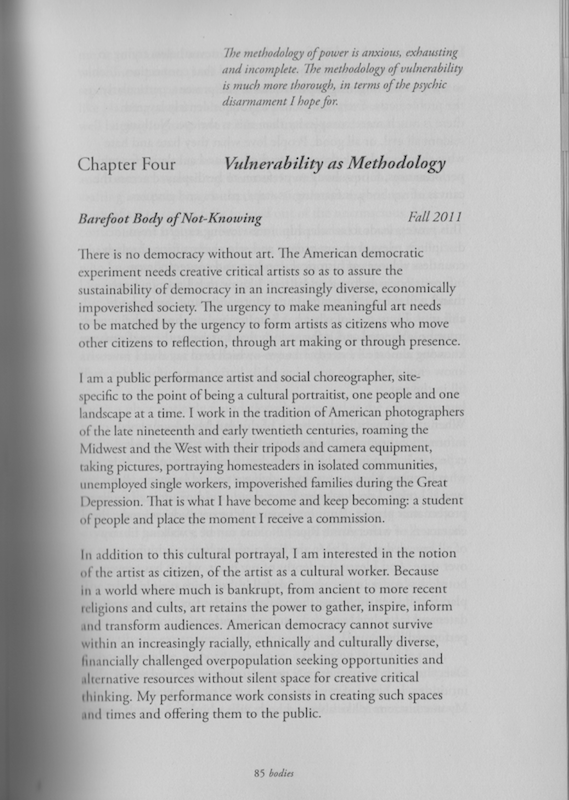 The methodology of power is anxious, exhausting
and incomplete. The methodology of vulnerability
is much more thorough, in terms of the psychic
disarmament I hope for.
Chapter Four Vulnerability as Methodology
Barefoot Body of Not-Knowing Fall 2011
There is no democracy without art. The American democratic
experiment needs creative critical artists so as to assure the
sustainability of democracy in an increasingly diverse, economically
impoverished society. The urgency to make meaningful art needs
to be matched by the urgency to form artists as citizens who move
other citizens to reflection, through art making or through presence.
I am a public performance artist and social choreographer, site-
specific to the point of being a cultural portraitist, one people and one
landscape at a time. I work in the tradition of American photographers
of the late nineteenth and early twentieth centuries, roaming the
Midwest and the West with their tripods and camera equipment,
taking pictures, portraying homesteaders in isolated communities,
unemployed single workers, impoverished families during the Great
Depression. That is what I have become and keep becoming: a student
of people and place the moment I receive a commission.
In addition to this cultural portrayal, I am interested in the notion
of the artist as citizen, of the artist as a cultural worker. Because
in a world where much is bankrupt, from ancient to more recent
religions and cults, art retains the power to gather, inspire, inform
and transform audiences. American democracy cannot survive
within an increasingly racially, ethnically and culturally diverse,
financially challenged overpopulation seeking opportunities and
alternative resources without silent space for creative critical
thinking. My performance work consists in creating such spaces
and times and offering them to the public.
85 bodies